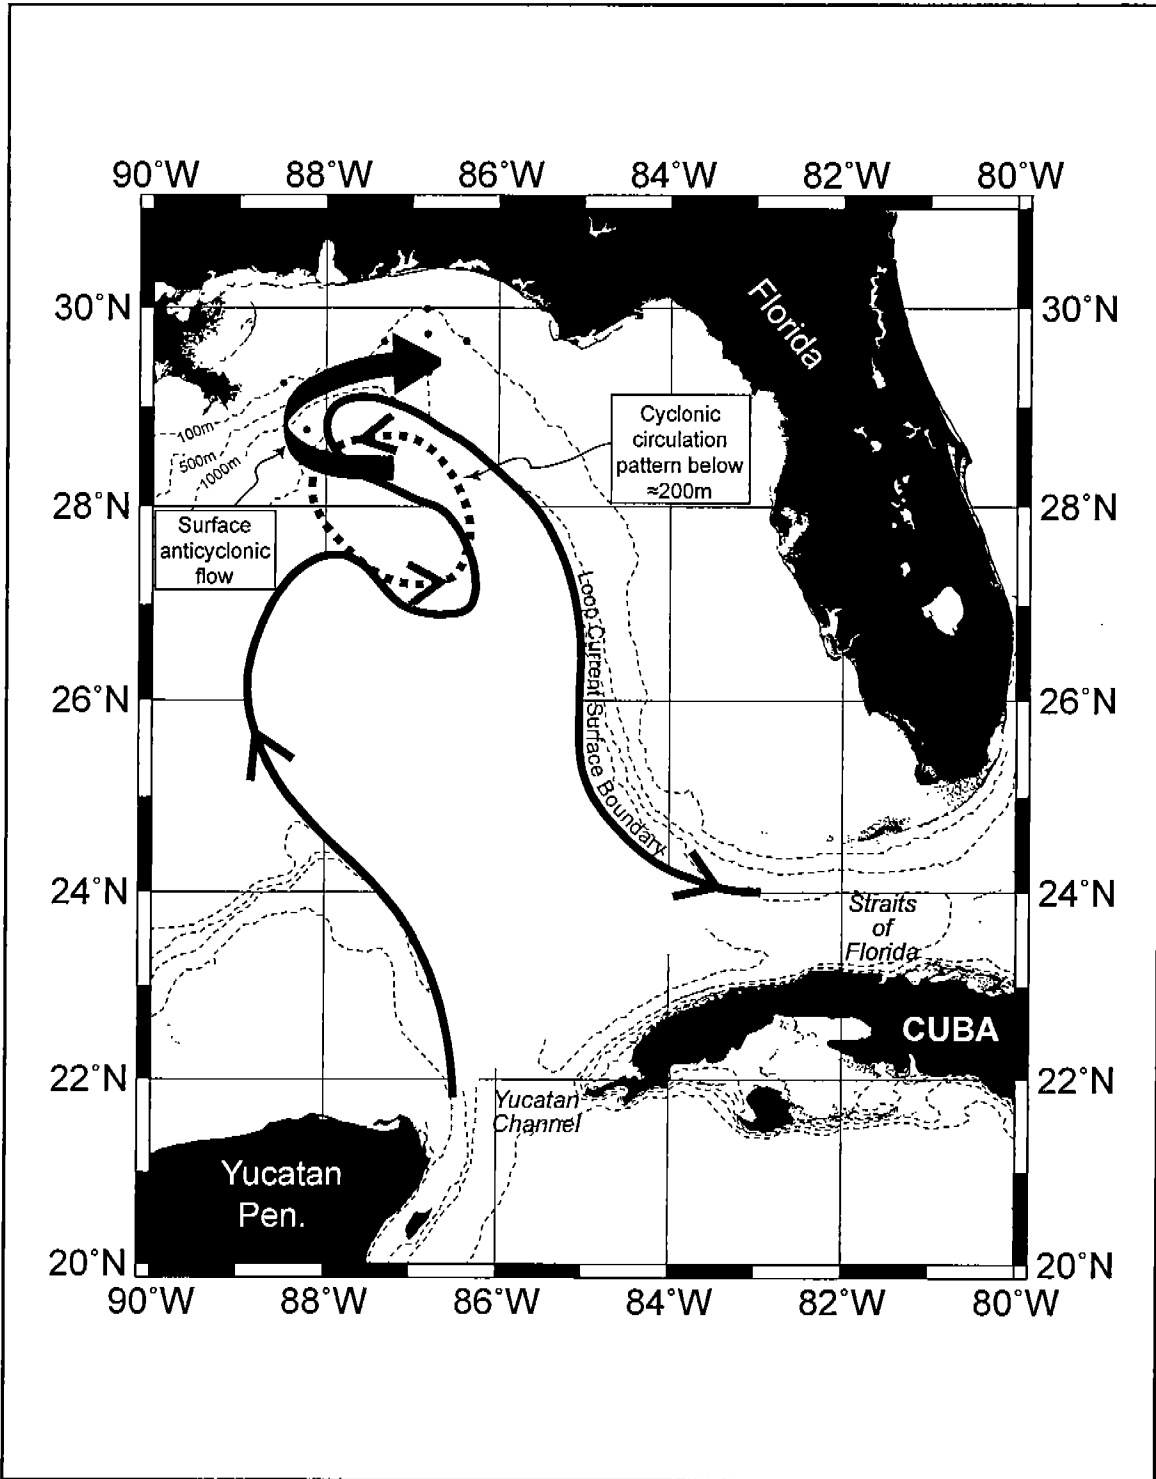 90°W 88°W 86°W 84°W 82°W 80°W
30°N
30°N
Florida
Cyclonic
circulation
pattern below
≈200m
100m
500m
1000m
28°N
28°N
Surface
anticyclonic
flow
Loop Current Surface Boundary
26°N
26°N
24°N
24°N
Straits
of
Florida
CUBA
22°N
22°N
Yucatan
Channel
Yucatan
Pen.
20°N
20°N
90°W 88°W 86°W 84°W 82°W 80°W